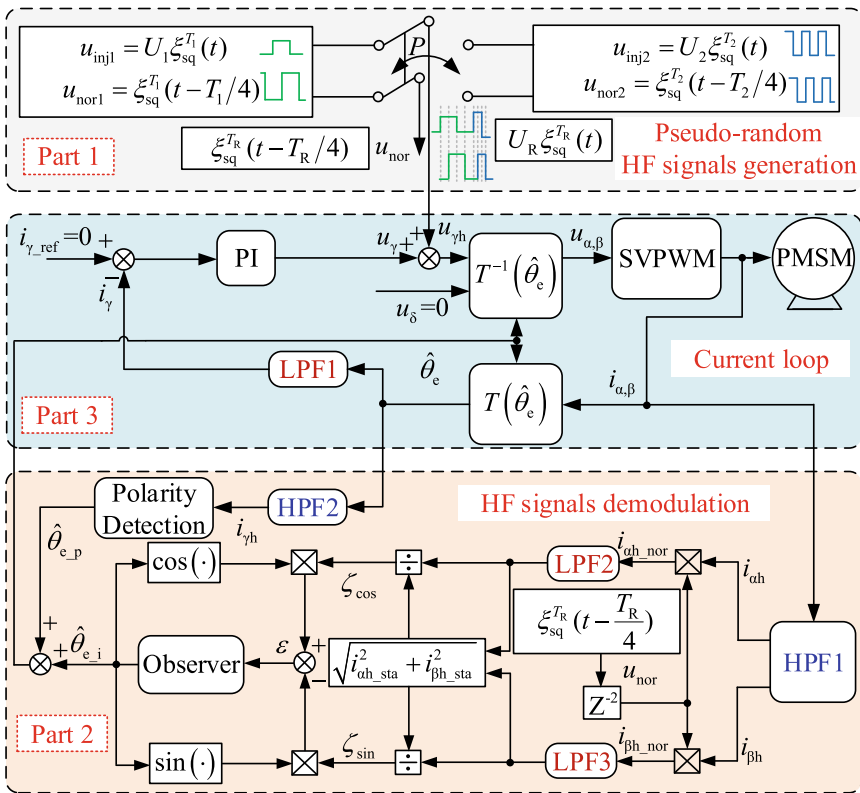 u_inj1 = U_1 ξ_sq^{T_1}(t)
u_nor1 = ξ_sq^{T_1}(t−T_1/4)
P
u_inj2 = U_2 ξ_sq^{T_2}(t)
u_nor2 = ξ_sq^{T_2}(t−T_2/4)
Part 1
ξ_sq^{T_R}(t−T_R/4)
u_nor
U_R ξ_sq^{T_R}(t)
Pseudo-random
HF signals generation
i_γ_ref=0
+
−
i_γ
PI
u_γ
+
+
u_γh
u_δ=0
T^{-1}(θ̂_e)
u_α,β
SVPWM
PMSM
LPF1
θ̂_e
T(θ̂_e)
i_α,β
Current loop
Part 3
Polarity
Detection
i_γh
HPF2
HF signals demodulation
θ̂_e_p
cos(·)
ζ_cos
÷
LPF2
i_αh_nor
i_αh
+
+
θ̂_e_i
Observer
ε
+
−
√(i²_αh_sta + i²_βh_sta)
ξ_sq^{T_R}(t−T_R/4)
u_nor
Z^{-2}
HPF1
Part 2
sin(·)
ζ_sin
÷
LPF3
i_βh_nor
i_βh